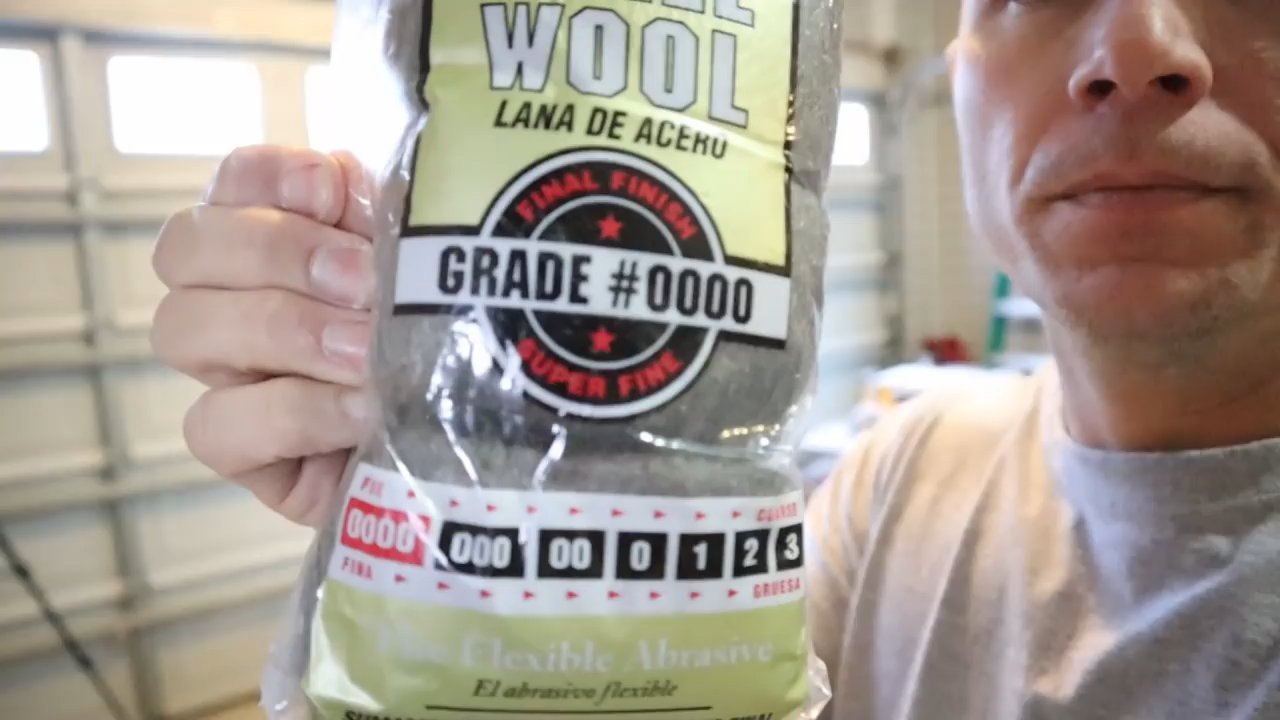 WOOL
LANA DE ACERO
FINAL FINISH
GRADE #0000
SUPER FINE
0000 000 00 0 1 2 3
FINA GRUESA
The Flexible Abrasive
El abrasivo flexible